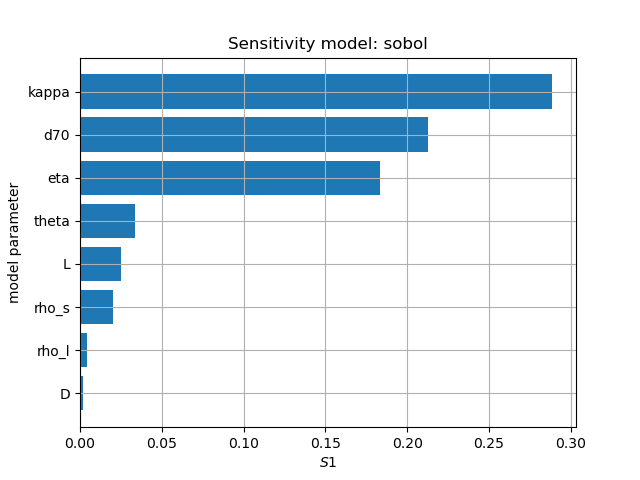 Sensitivity model: sobol
kappa
d70
eta
theta
L
rho_s
rho_l
D
model parameter
0.00 0.05 0.10 0.15 0.20 0.25 0.30
S1